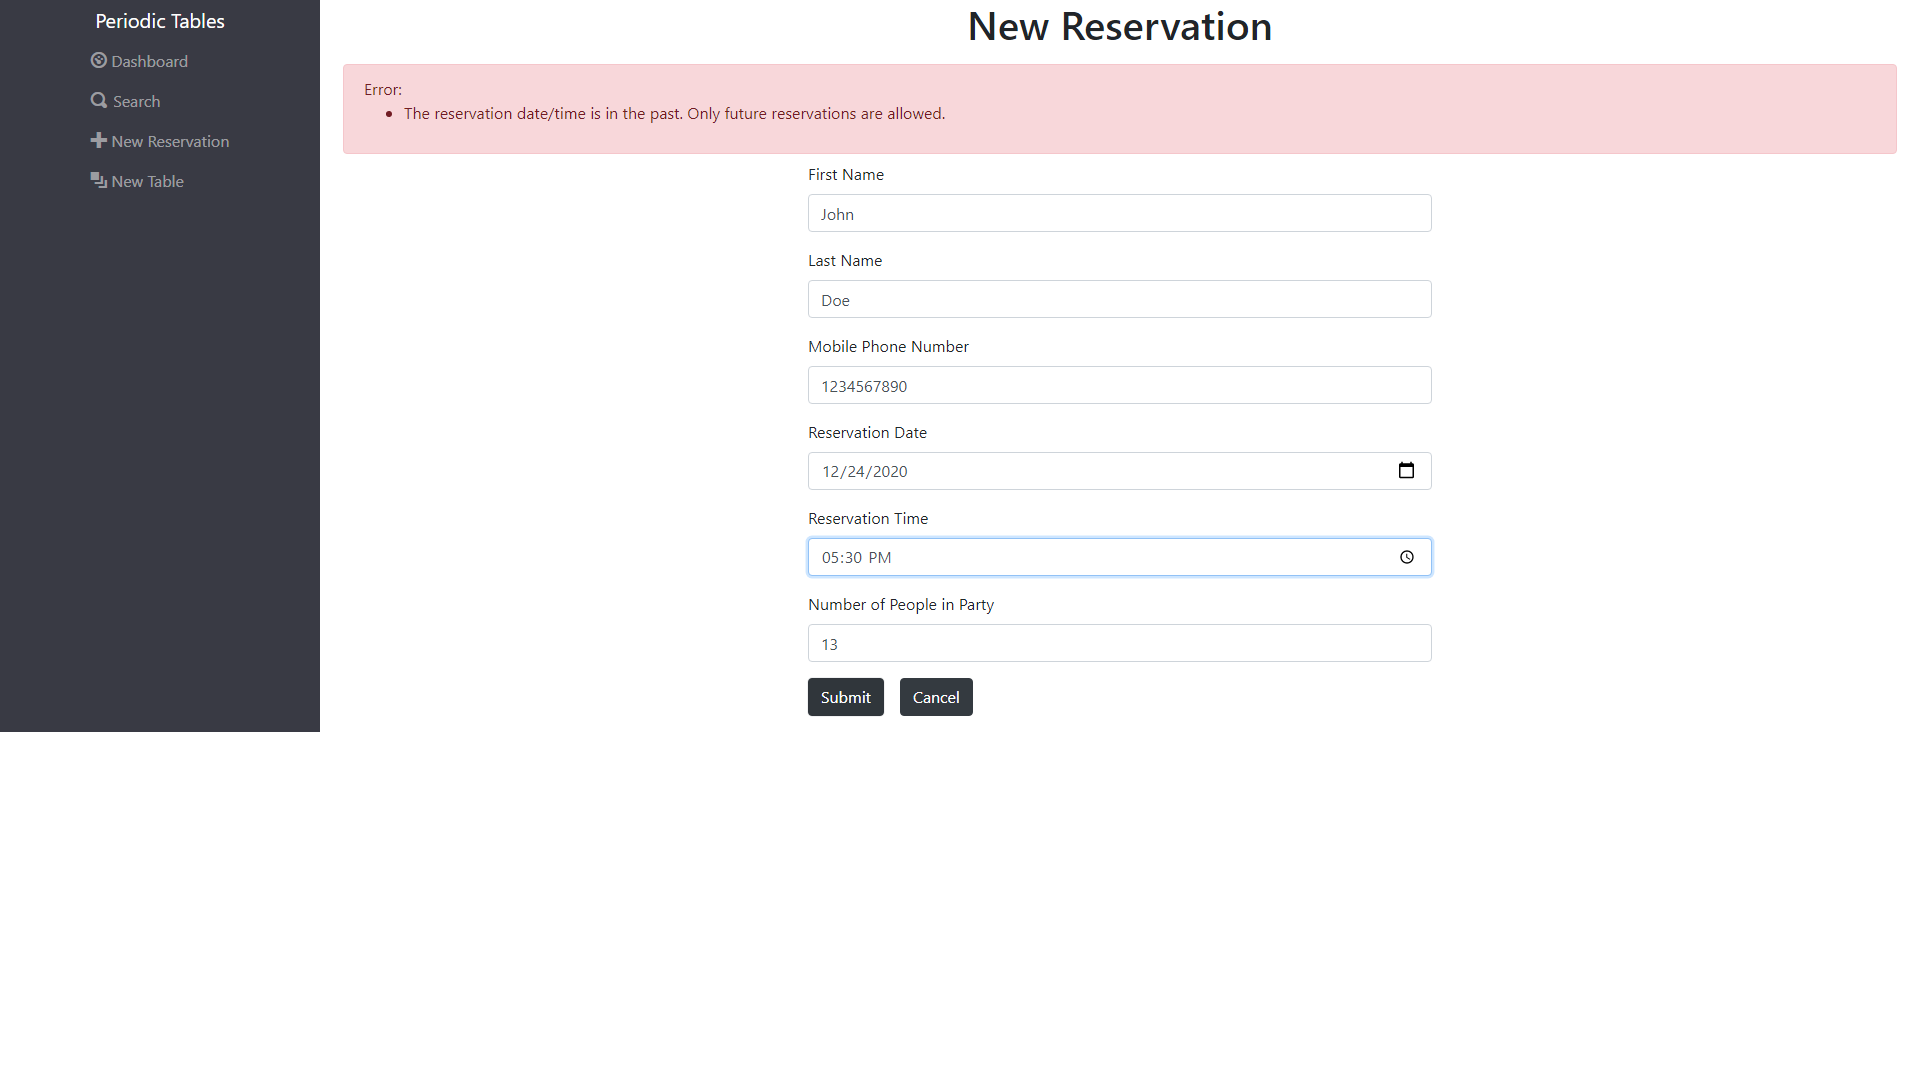 Periodic Tables
Dashboard
Search
New Reservation
New Table
New Reservation
Error:
The reservation date/time is in the past. Only future reservations are allowed.
First Name
John
Last Name
Doe
Mobile Phone Number
1234567890
Reservation Date
12/24/2020
Reservation Time
05:30 PM
Number of People in Party
13
Submit Cancel